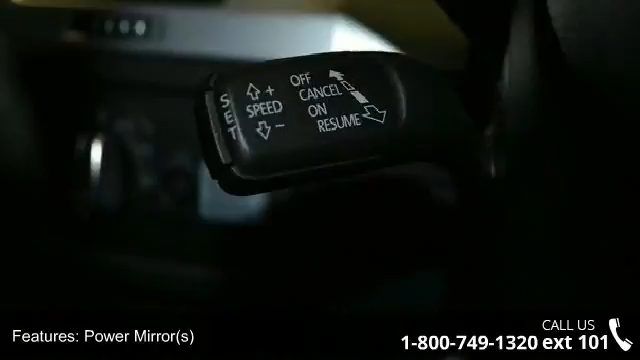 SET
+
SPEED
-
OFF
CANCEL
ON
RESUME
Features: Power Mirror(s)
CALL US
1-800-749-1320 ext 101